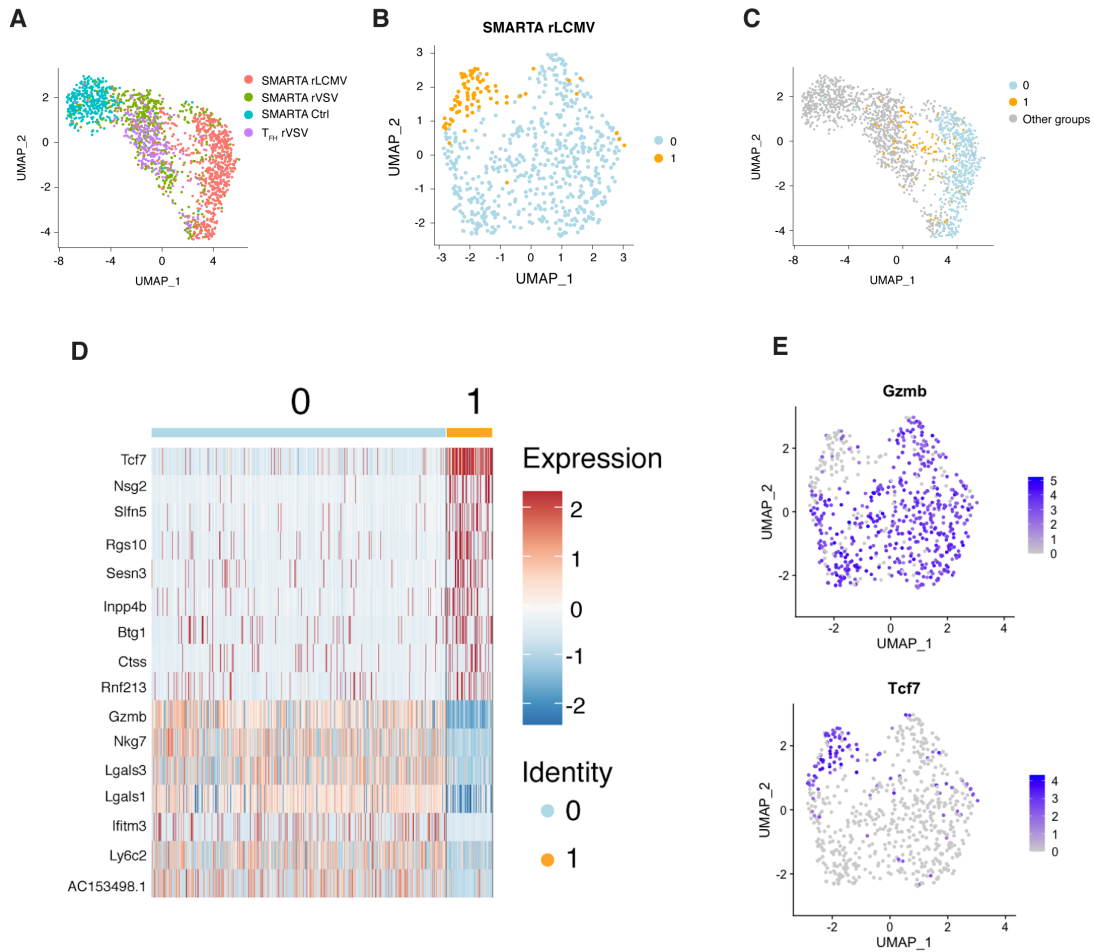 A
B
C
SMARTA rLCMV
SMARTA rLCMV
SMARTA rVSV
SMARTA Ctrl
TFH rVSV
UMAP_2
2
0
-2
-4
-8
-4
0
4
UMAP_1
UMAP_2
3
2
1
0
-1
-2
-3
-2
-1
0
1
2
3
UMAP_1
0
1
UMAP_2
2
0
-2
-4
-8
-4
0
4
UMAP_1
0
1
Other groups
D
0
1
Tcf7
Nsg2
Slfn5
Rgs10
Sesn3
Inpp4b
Btg1
Ctss
Rnf213
Gzmb
Nkg7
Lgals3
Lgals1
Ifitm3
Ly6c2
AC153498.1
Expression
2
1
0
-1
-2
Identity
0
1
E
Gzmb
UMAP_2
2
0
-2
-2
0
2
4
UMAP_1
5
4
3
2
1
0
Tcf7
UMAP_2
2
0
-2
-2
0
2
4
UMAP_1
4
3
2
1
0